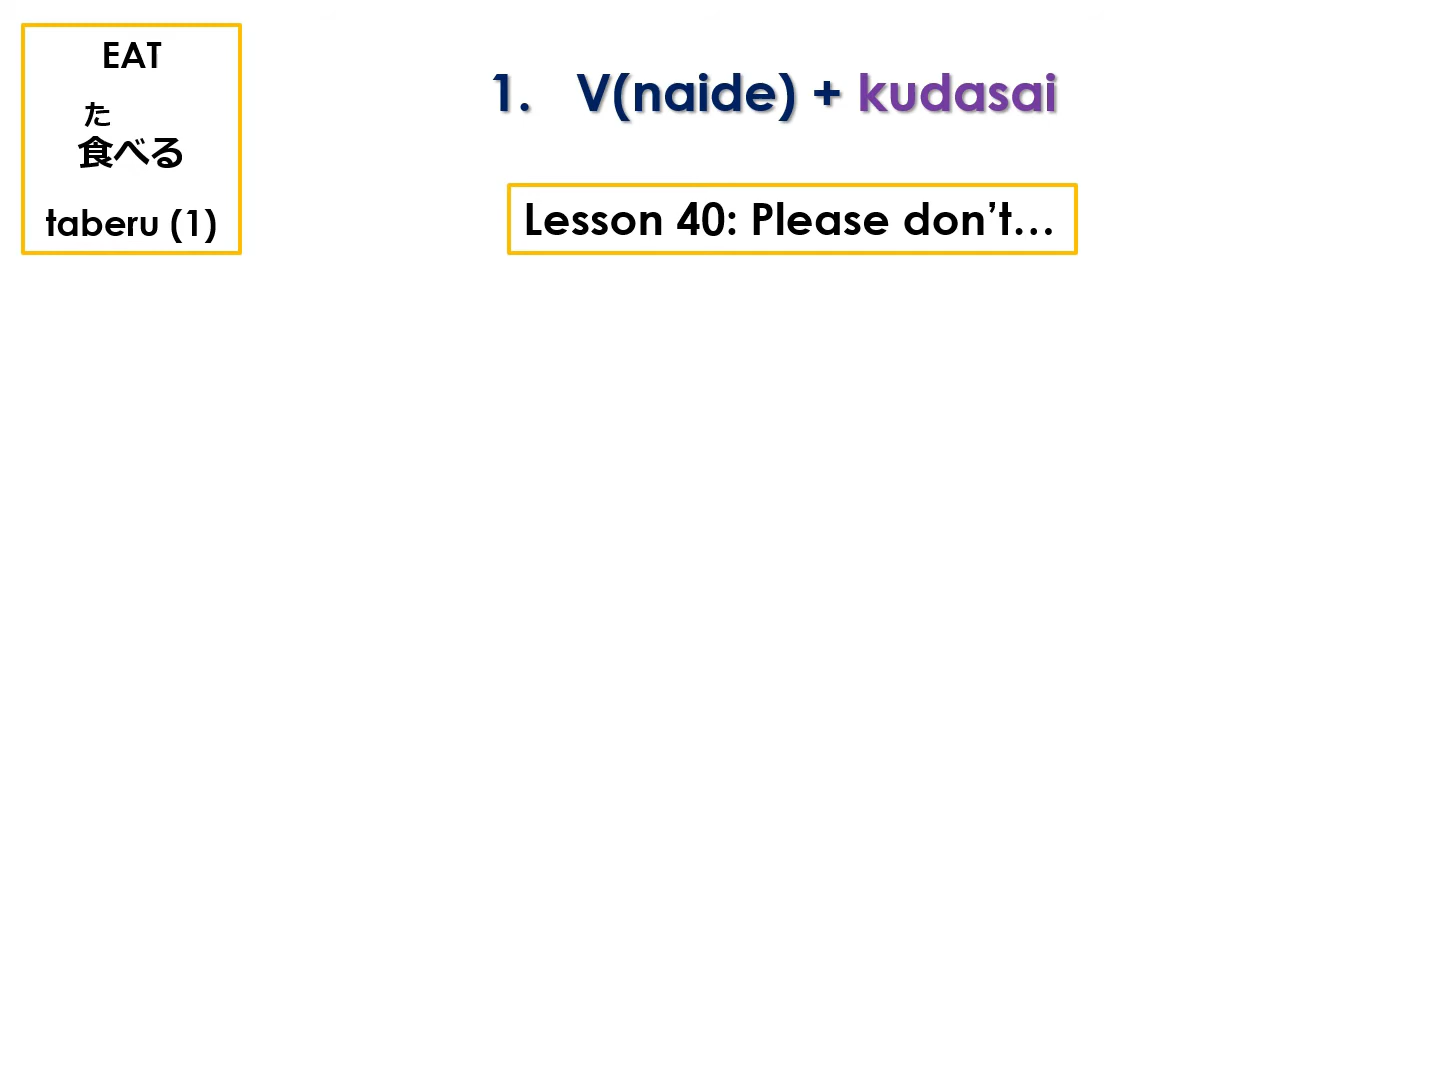 EAT
た
食べる
taberu (1)
1. V(naide) + kudasai
Lesson 40: Please don’t…